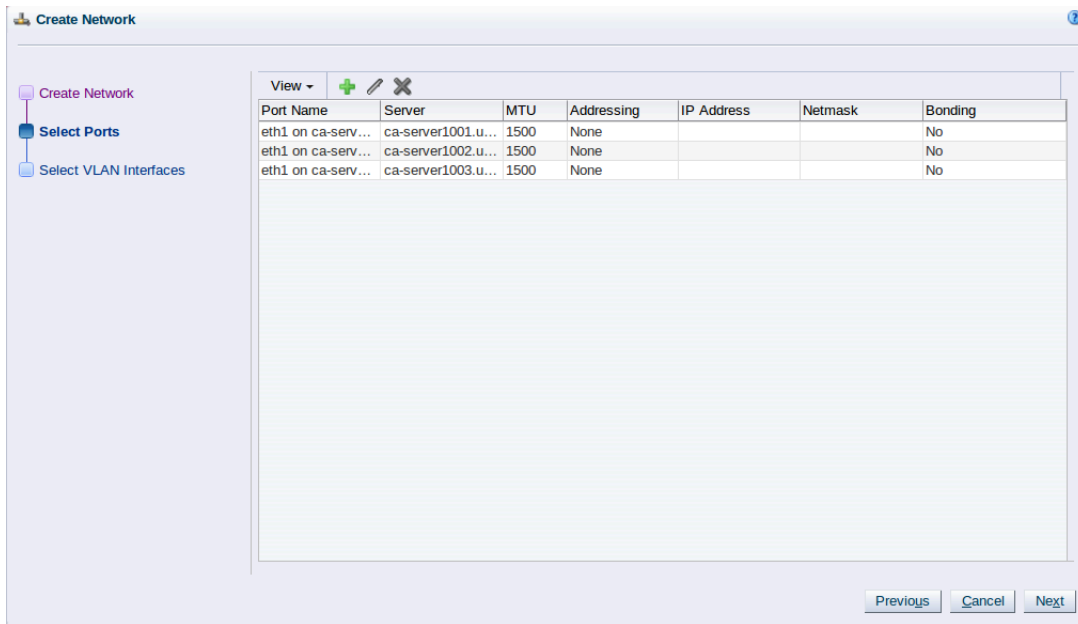 Create Network
Create Network
Select Ports
Select VLAN Interfaces
View
Port Name Server MTU Addressing IP Address Netmask Bonding
eth1 on ca-serv... ca-server1001.u... 1500 None No
eth1 on ca-serv... ca-server1002.u... 1500 None No
eth1 on ca-serv... ca-server1003.u... 1500 None No
Previous Cancel Next